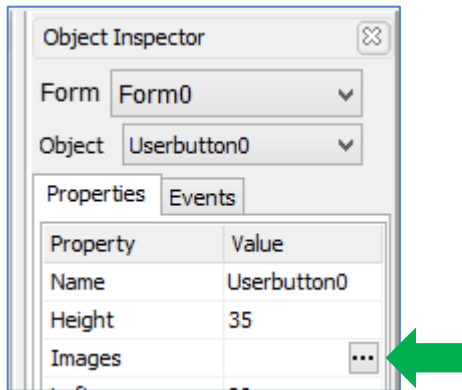 Object Inspector
Form Form0
Object Userbutton0
Properties Events
Property Value
Name Userbutton0
Height 35
Images ...